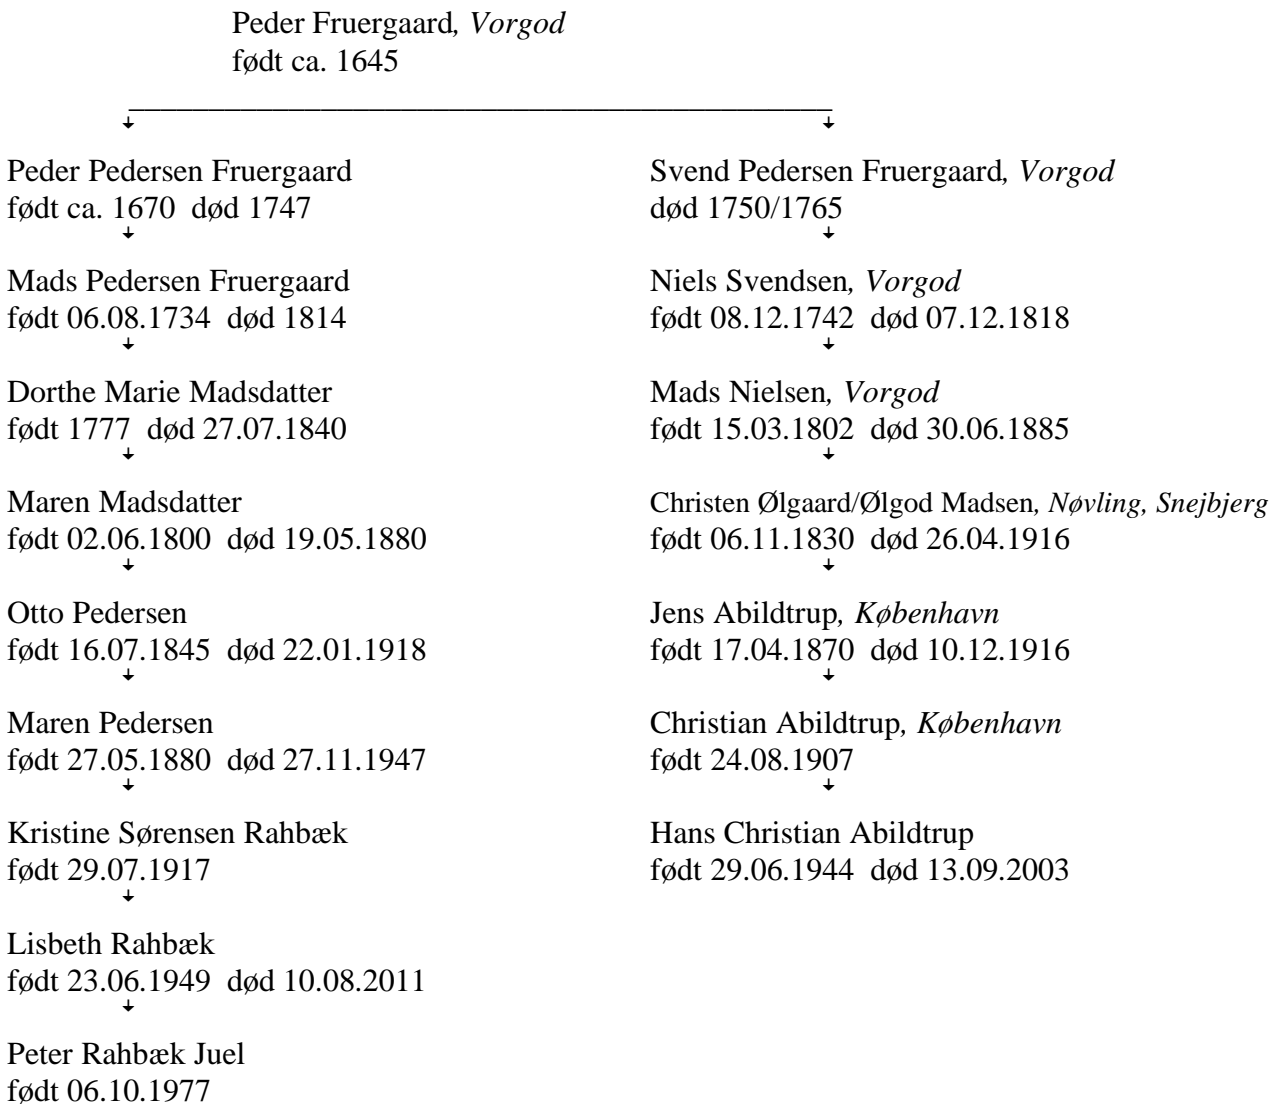 Peder Fruergaard, Vorgod
født ca. 1645
Peder Pedersen Fruergaard
født ca. 1670 død 1747
Mads Pedersen Fruergaard
født 06.08.1734 død 1814
Dorthe Marie Madsdatter
født 1777 død 27.07.1840
Maren Madsdatter
født 02.06.1800 død 19.05.1880
Otto Pedersen
født 16.07.1845 død 22.01.1918
Maren Pedersen
født 27.05.1880 død 27.11.1947
Kristine Sørensen Rahbæk
født 29.07.1917
Lisbeth Rahbæk
født 23.06.1949 død 10.08.2011
Peter Rahbæk Juel
født 06.10.1977
Svend Pedersen Fruergaard, Vorgod
død 1750/1765
Niels Svendsen, Vorgod
født 08.12.1742 død 07.12.1818
Mads Nielsen, Vorgod
født 15.03.1802 død 30.06.1885
Christen Ølgaard/Ølgod Madsen, Nøvling, Snejbjerg
født 06.11.1830 død 26.04.1916
Jens Abildtrup, København
født 17.04.1870 død 10.12.1916
Christian Abildtrup, København
født 24.08.1907
Hans Christian Abildtrup
født 29.06.1944 død 13.09.2003